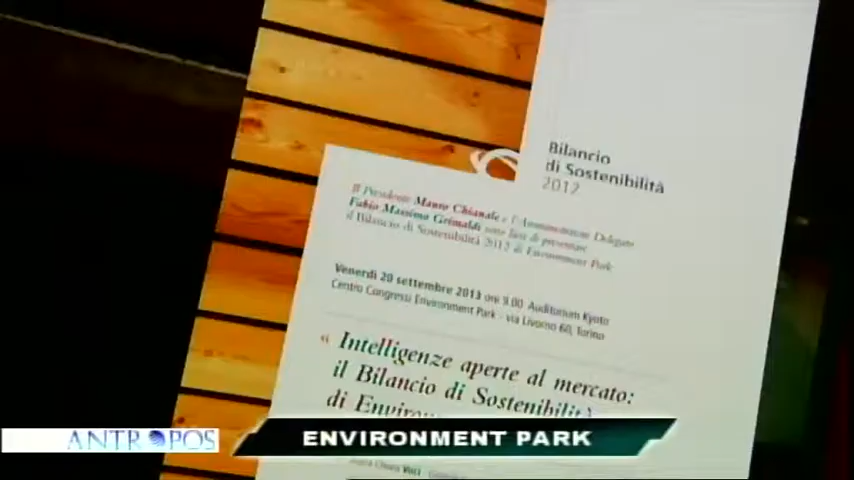 Bilancio
di Sostenibilità
2012
Il Presidente Mauro Chianale e l'Amministratore Delegato
Fabio Massimo Grimaldi sono lieti di presentare
il Bilancio di Sostenibilità 2012 di Environment Park
Venerdì 20 settembre 2013 ore 9.00 Auditorium Kyoto
Centro Congressi Environment Park - via Livorno 60, Torino
“ Intelligenze aperte al mercato:
il Bilancio di Sostenibilità
di
ANTROPOS
ENVIRONMENT PARK